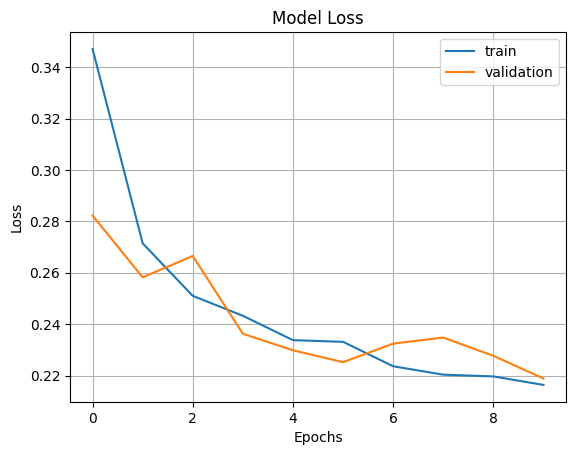 Model Loss
train
validation
Loss
0.34
0.32
0.30
0.28
0.26
0.24
0.22
0 2 4 6 8
Epochs